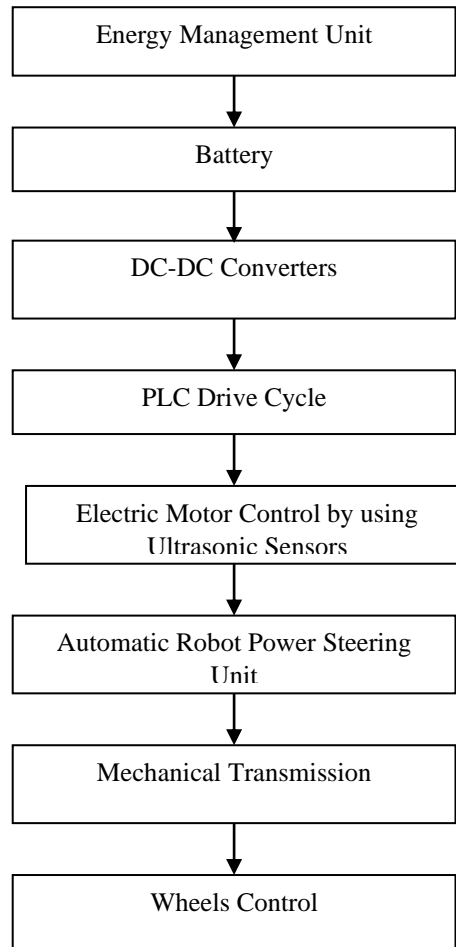 Energy Management Unit
Battery
DC-DC Converters
PLC Drive Cycle
Electric Motor Control by using
Ultrasonic Sensors
Automatic Robot Power Steering
Unit
Mechanical Transmission
Wheels Control